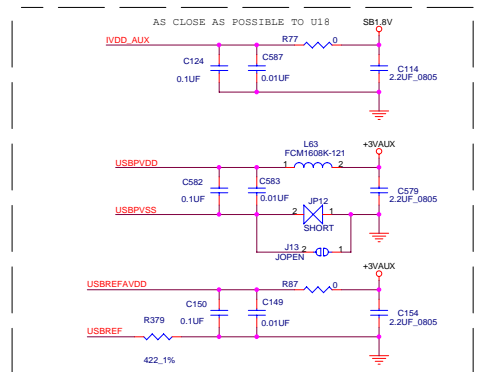 AS CLOSE AS POSSIBLE TO U18
SB1.8V
IVDD_AUX
R77
0
C124
0.1UF
C587
0.01UF
C114
2.2UF_0805
L63
FCM1608K-121
+3VAUX
USBPVDD
1
2
C582
0.1UF
C583
0.01UF
JP12
C579
2.2UF_0805
USBPVSS
2
1
SHORT
J13
2
1
JOPEN
+3VAUX
USBREFAVDD
R87
0
C150
0.1UF
C149
0.01UF
C154
2.2UF_0805
USBREF
R379
422_1%